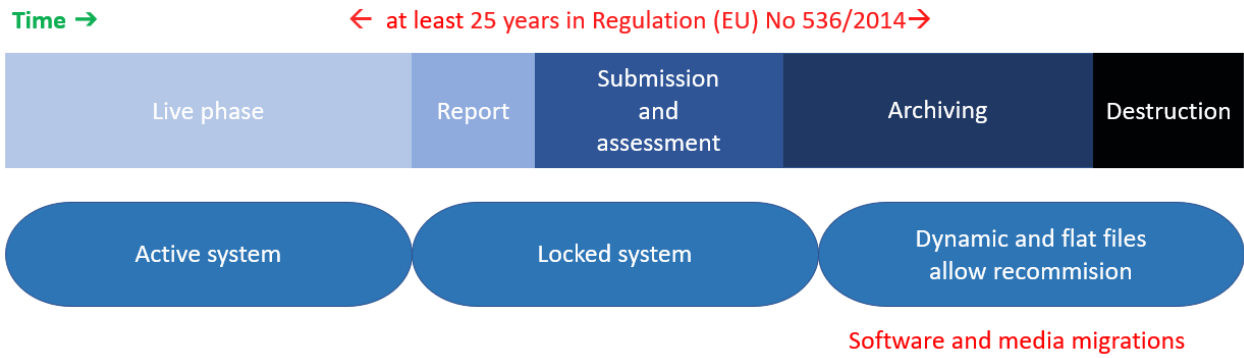 Time → ← at least 25 years in Regulation (EU) No 536/2014→
Live phase
Report
Submission
and
assessment
Archiving
Destruction
Active system
Locked system
Dynamic and flat files
allow recommision
Software and media migrations